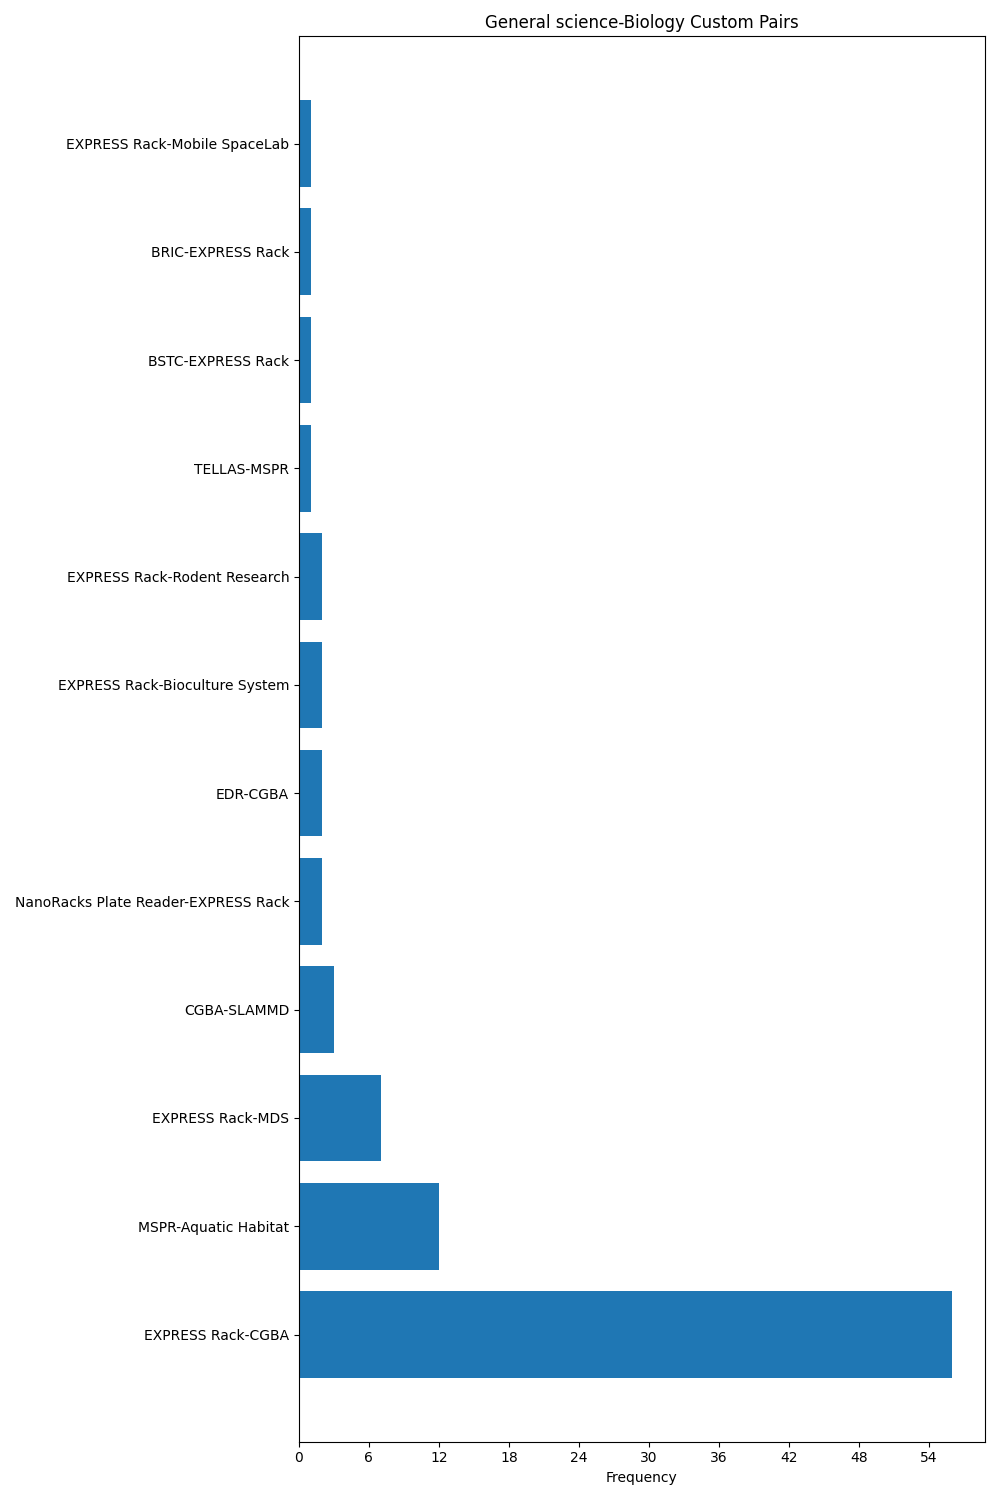 General science-Biology Custom Pairs
EXPRESS Rack-Mobile SpaceLab
BRIC-EXPRESS Rack
BSTC-EXPRESS Rack
TELLAS-MSPR
EXPRESS Rack-Rodent Research
EXPRESS Rack-Bioculture System
EDR-CGBA
NanoRacks Plate Reader-EXPRESS Rack
CGBA-SLAMMD
EXPRESS Rack-MDS
MSPR-Aquatic Habitat
EXPRESS Rack-CGBA
0 6 12 18 24 30 36 42 48 54
Frequency